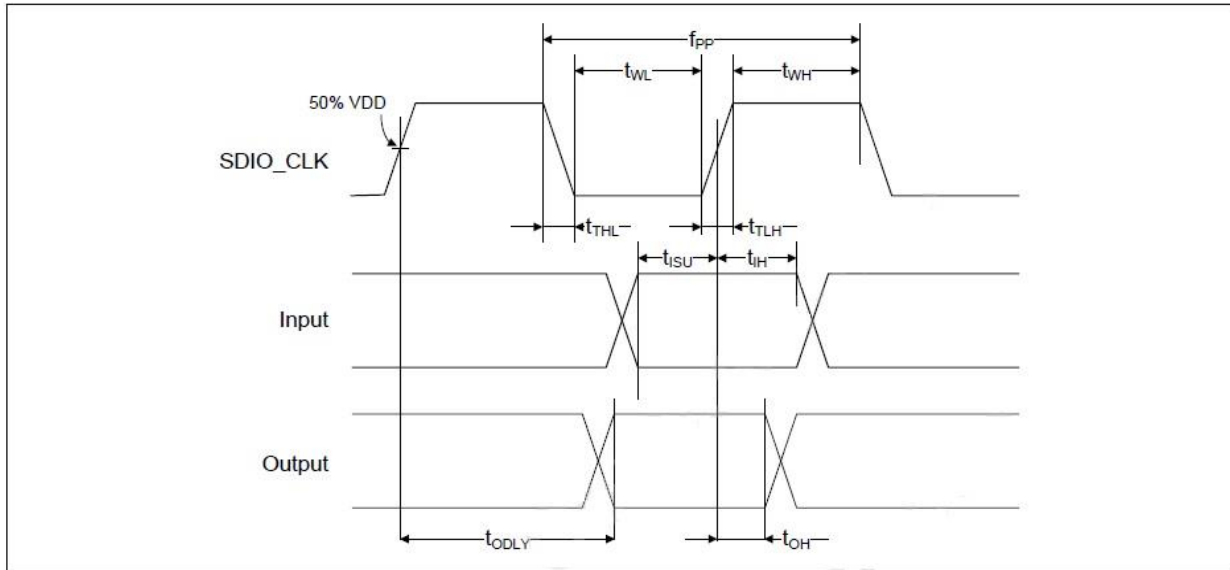 fPP
tWL
tWH
50% VDD
SDIO_CLK
tTHL
tTLH
tISU
tIH
Input
Output
tODLY
tOH